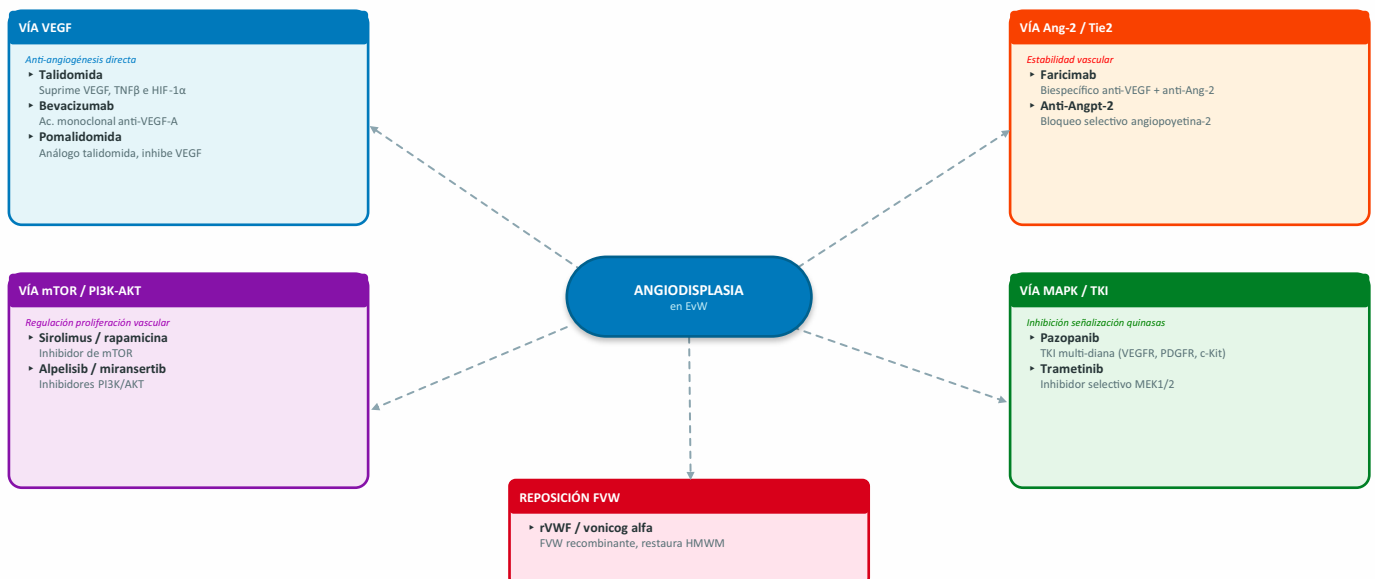 VÍA VEGF
Anti-angiogénesis directa
‣ Talidomida
Suprime VEGF, TNFβ e HIF-1α
‣ Bevacizumab
Ac. monoclonal anti-VEGF-A
‣ Pomalidomida
Análogo talidomida, inhibe VEGF
VÍA Ang-2 / Tie2
Estabilidad vascular
‣ Faricimab
Biespecífico anti-VEGF + anti-Ang-2
‣ Anti-Angpt-2
Bloqueo selectivo angiopoyetina-2
ANGIODISPLASIA
en EvW
VÍA mTOR / PI3K-AKT
Regulación proliferación vascular
‣ Sirolimus / rapamicina
Inhibidor de mTOR
‣ Alpelisib / miransertib
Inhibidores PI3K/AKT
VÍA MAPK / TKI
Inhibición señalización quinasas
‣ Pazopanib
TKI multi-diana (VEGFR, PDGFR, c-Kit)
‣ Trametinib
Inhibidor selectivo MEK1/2
REPOSICIÓN FVW
‣ rVWF / vonicog alfa
FVW recombinante, restaura HMWM